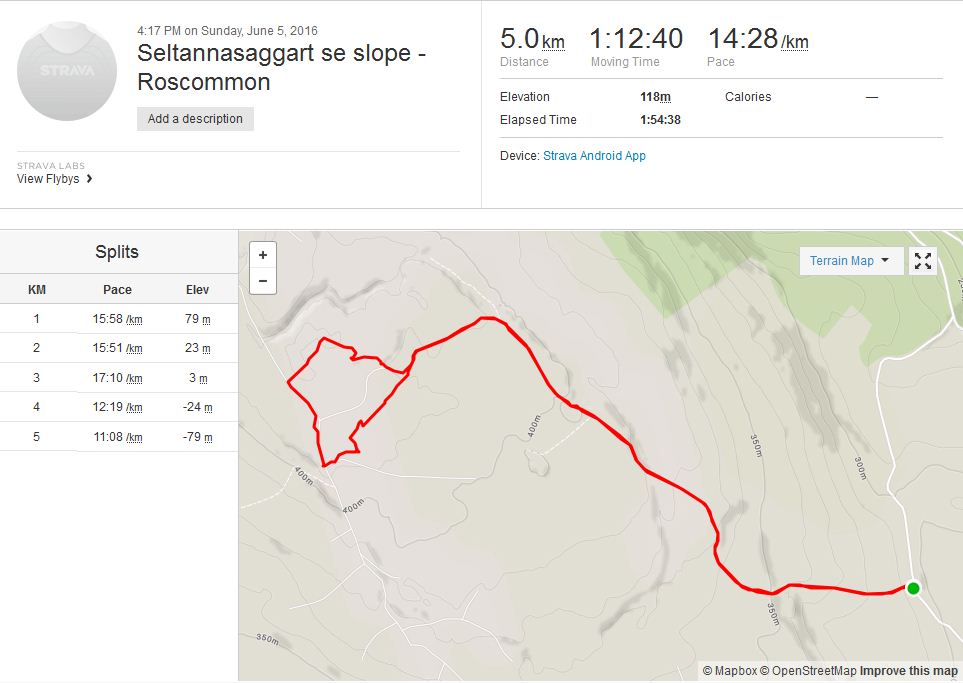 STRAVA
4:17 PM on Sunday, June 5, 2016
Seltannasaggart se slope -
Roscommon
Add a description
STRAVA LABS
View Flybys
5.0km 1:12:40 14:28/km
Distance Moving Time Pace
Elevation 118m Calories —
Elapsed Time 1:54:38
Device: Strava Android App
Splits
KM Pace Elev
1 15:58 /km 79 m
2 15:51 /km 23 m
3 17:10 /km 3 m
4 12:19 /km -24 m
5 11:08 /km -79 m
+
−
Terrain Map
400m
350m
300m
400m
400m
350m
350m
© Mapbox © OpenStreetMap Improve this map